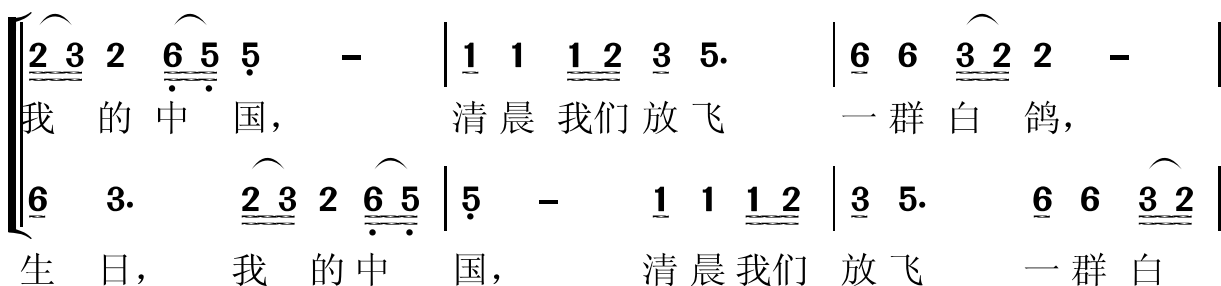 2 3 2 6 5 5 – | 1 1 1 2 3 5. | 6 6 3 2 2 – |
我 的 中 国， 清 晨 我们 放 飞 一 群 白 鸽，
6 3. 2 3 2 6 5 | 5 – 1 1 1 2 | 3 5. 6 6 3 2 |
生 日， 我 的 中 国， 清 晨 我们 放 飞 一 群 白